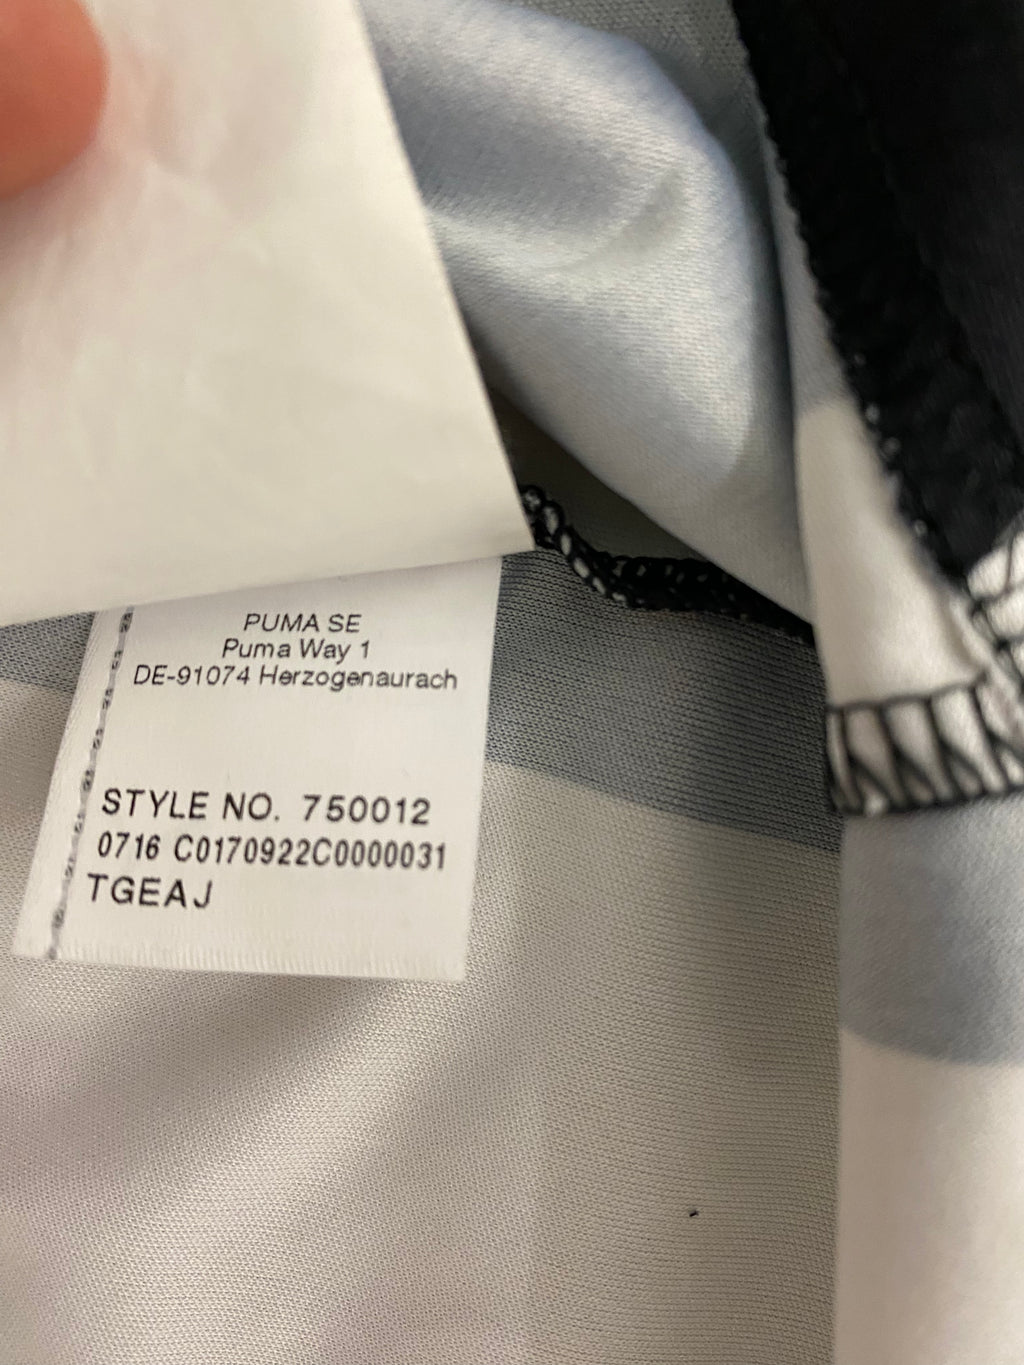 PUMA SE
Puma Way 1
DE-91074 Herzogenaurach
STYLE NO. 750012
0716 C0170922C0000031
TGEAJ